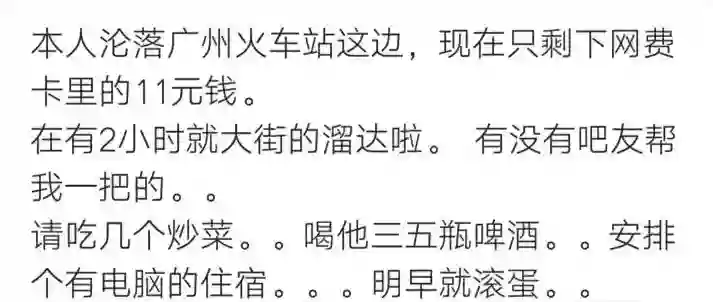 本人沦落广州火车站这边，现在只剩下网费
卡里的11元钱。
在有2小时就大街的溜达啦。 有没有吧友帮
我一把的。。
请吃几个炒菜。。喝他三五瓶啤酒。。安排
个有电脑的住宿。。。明早就滚蛋。。